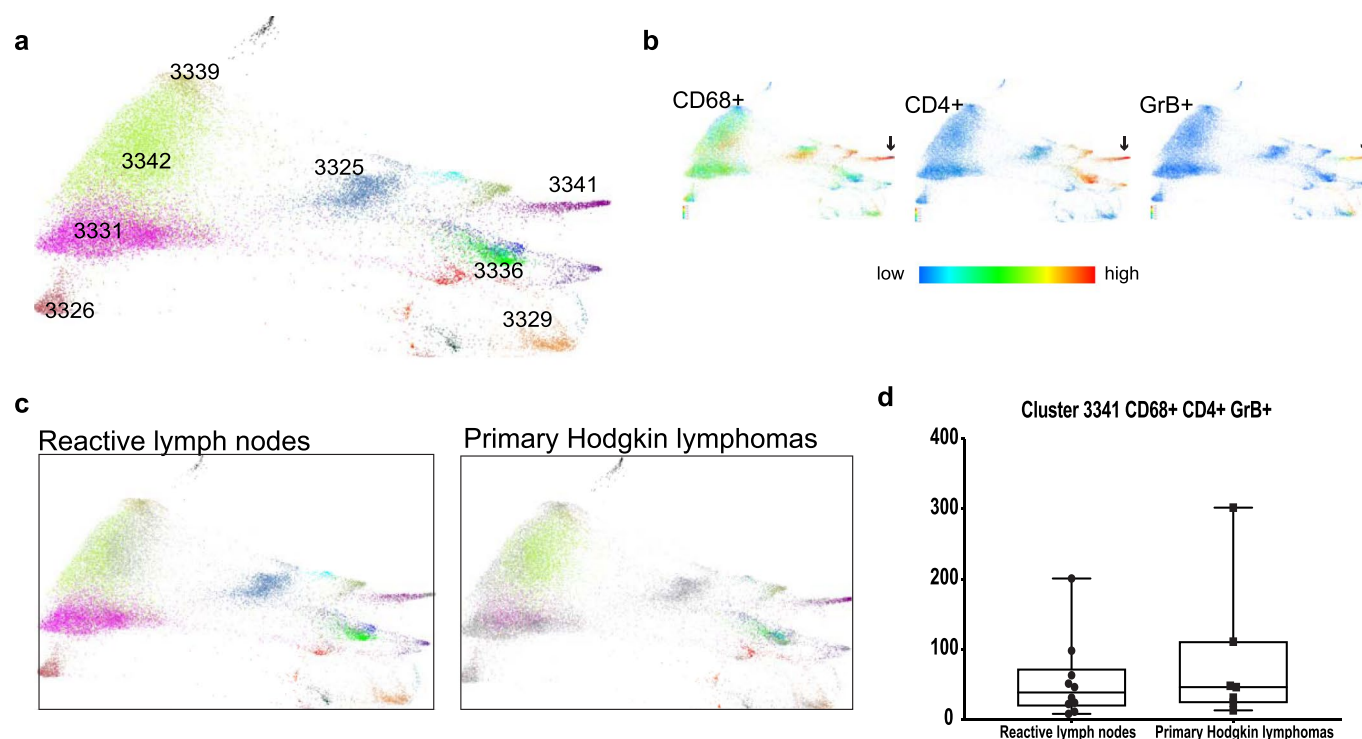 a
3339
3342
3325
3341
3331
3336
3326
3329
b
CD68+
CD4+
GrB+
low
high
c
Reactive lymph nodes
Primary Hodgkin lymphomas
d
Cluster 3341 CD68+ CD4+ GrB+
400
300
200
100
0
Reactive lymph nodes
Primary Hodgkin lymphomas